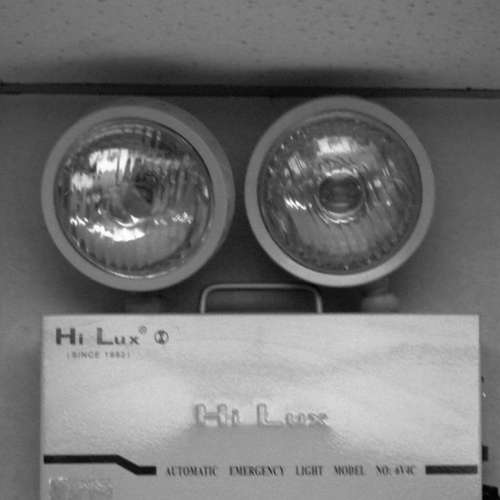 Hi Lux®
(SINCE 1982)
Hi Lux
AUTOMATIC EMERGENCY LIGHT MODEL NO: 6V4C